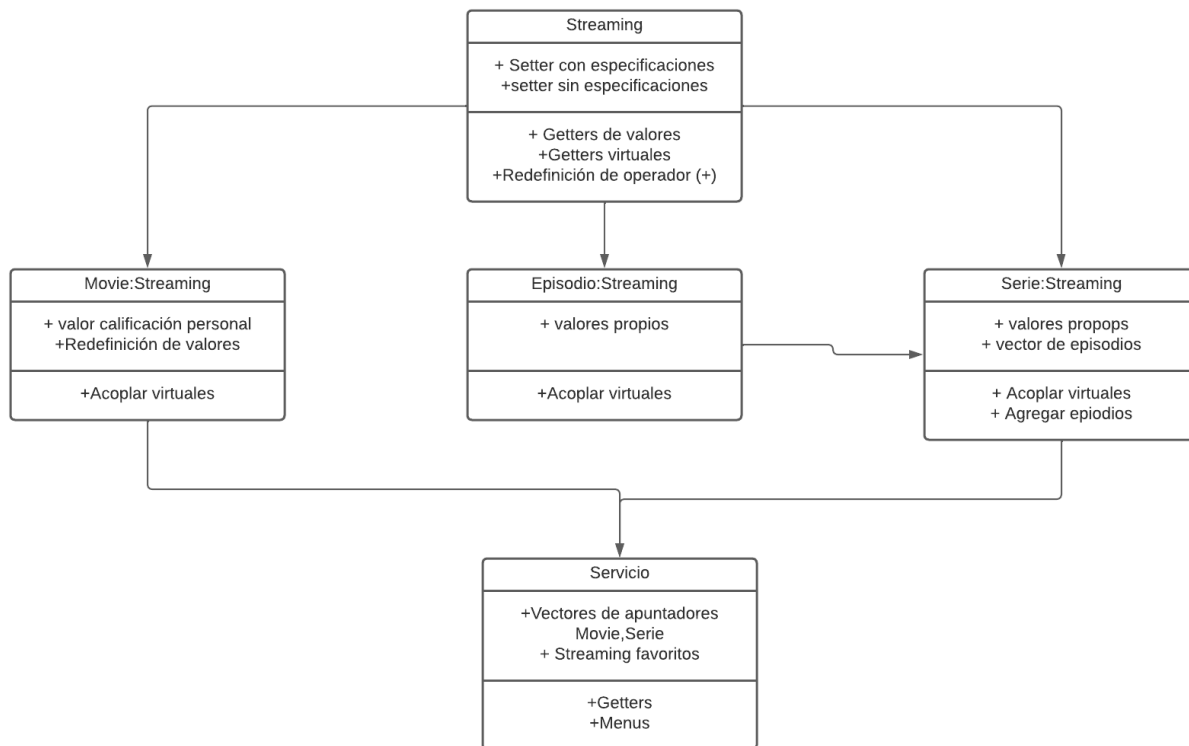 Streaming
+ Setter con especificaciones
+setter sin especificaciones
+ Getters de valores
+Getters virtuales
+Redefinición de operador (+)
Movie:Streaming
+ valor calificación personal
+Redefinición de valores
+Acoplar virtuales
Episodio:Streaming
+ valores propios
+Acoplar virtuales
Serie:Streaming
+ valores propops
+ vector de episodios
+ Acoplar virtuales
+ Agregar epiodios
Servicio
+Vectores de apuntadores
Movie,Serie
+ Streaming favoritos
+Getters
+Menus